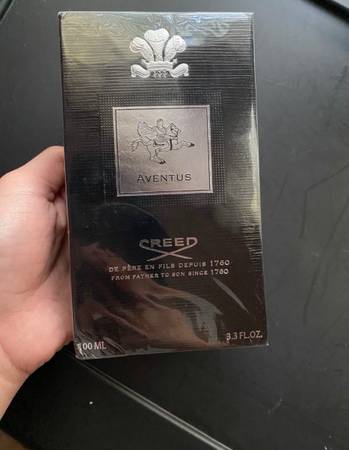 AVENTUS
CREED
DE PÈRE EN FILS DEPUIS 1760
FROM FATHER TO SON SINCE 1760
100 ML
3.3 FL.OZ.